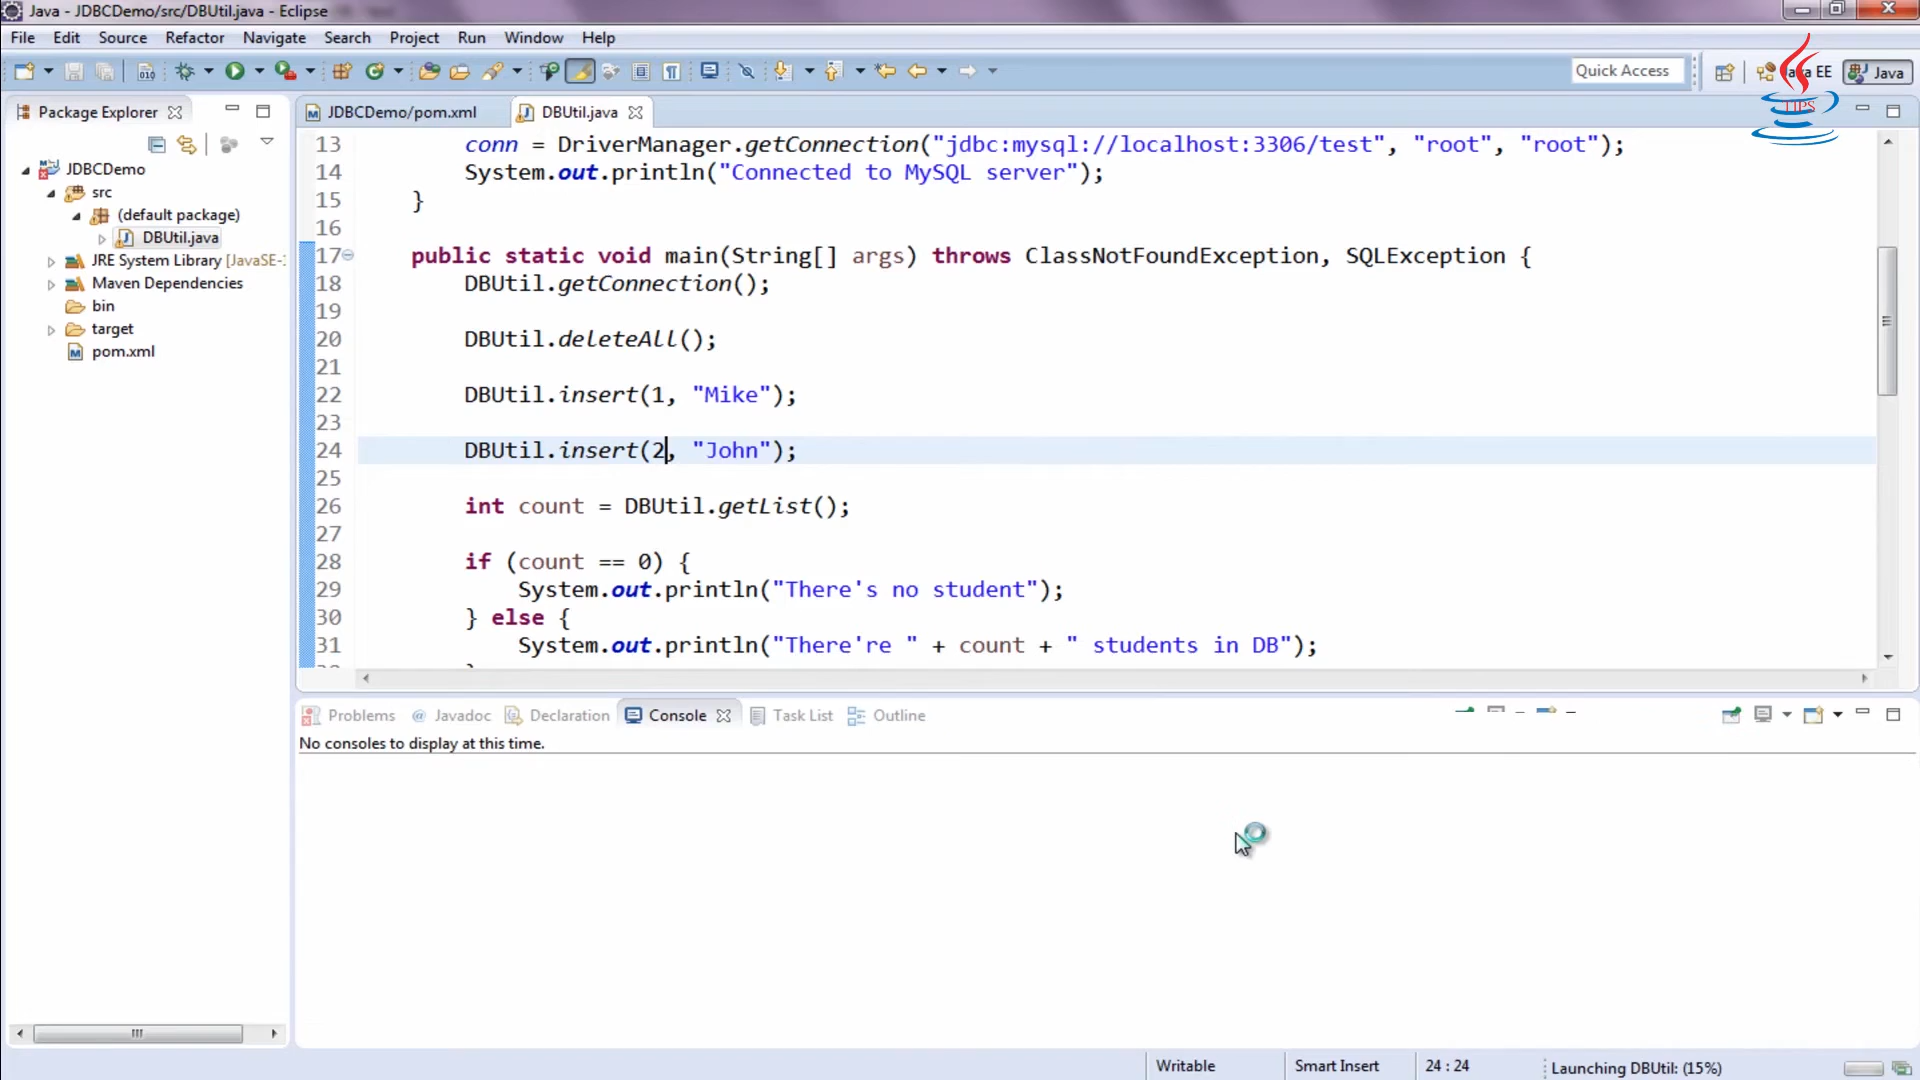 Java - JDBCDemo/src/DBUtil.java - Eclipse
File Edit Source Refactor Navigate Search Project Run Window Help
Quick Access
Java EE
Java
TIPS
Package Explorer
JDBCDemo/pom.xml
DBUtil.java
JDBCDemo
src
(default package)
DBUtil.java
JRE System Library [JavaSE-
Maven Dependencies
bin
target
pom.xml
13 conn = DriverManager.getConnection("jdbc:mysql://localhost:3306/test", "root", "root");
14 System.out.println("Connected to MySQL server");
15 }
16
17 public static void main(String[] args) throws ClassNotFoundException, SQLException {
18 DBUtil.getConnection();
19
20 DBUtil.deleteAll();
21
22 DBUtil.insert(1, "Mike");
23
24 DBUtil.insert(2, "John");
25
26 int count = DBUtil.getList();
27
28 if (count == 0) {
29 System.out.println("There's no student");
30 } else {
31 System.out.println("There're " + count + " students in DB");
Problems @ Javadoc Declaration Console Task List Outline
No consoles to display at this time.
Writable Smart Insert 24 : 24 Launching DBUtil: (15%)